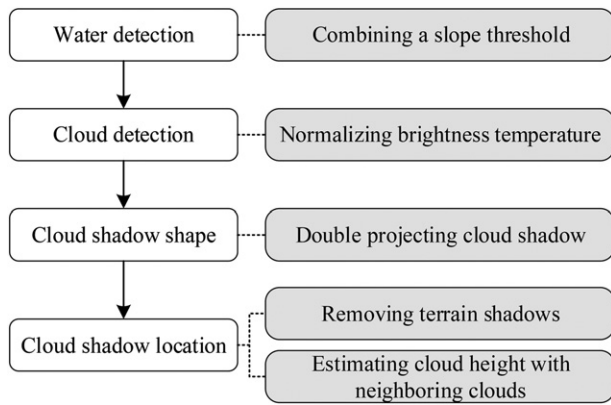 Water detection
Combining a slope threshold
Cloud detection
Normalizing brightness temperature
Cloud shadow shape
Double projecting cloud shadow
Cloud shadow location
Removing terrain shadows
Estimating cloud height with
neighboring clouds